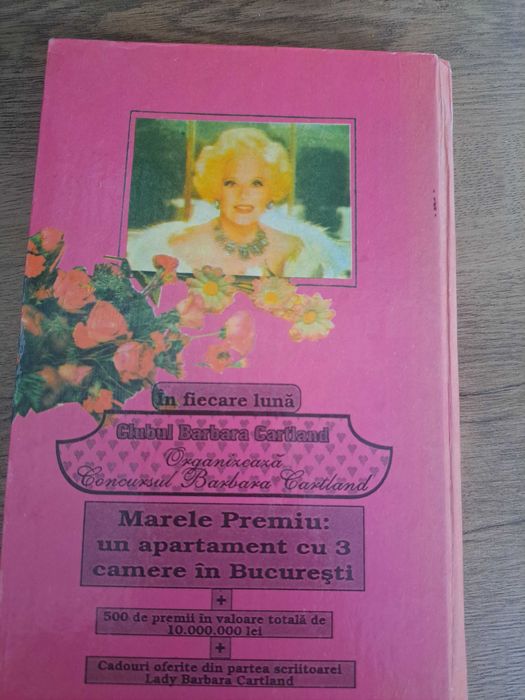 În fiecare lună
Clubul Barbara Cartland
Organizează
Concursul Barbara Cartland
Marele Premiu:
un apartament cu 3
camere în București
+
500 de premii în valoare totală de
10.000.000 lei
+
Cadouri oferite din partea scriitoarei
Lady Barbara Cartland